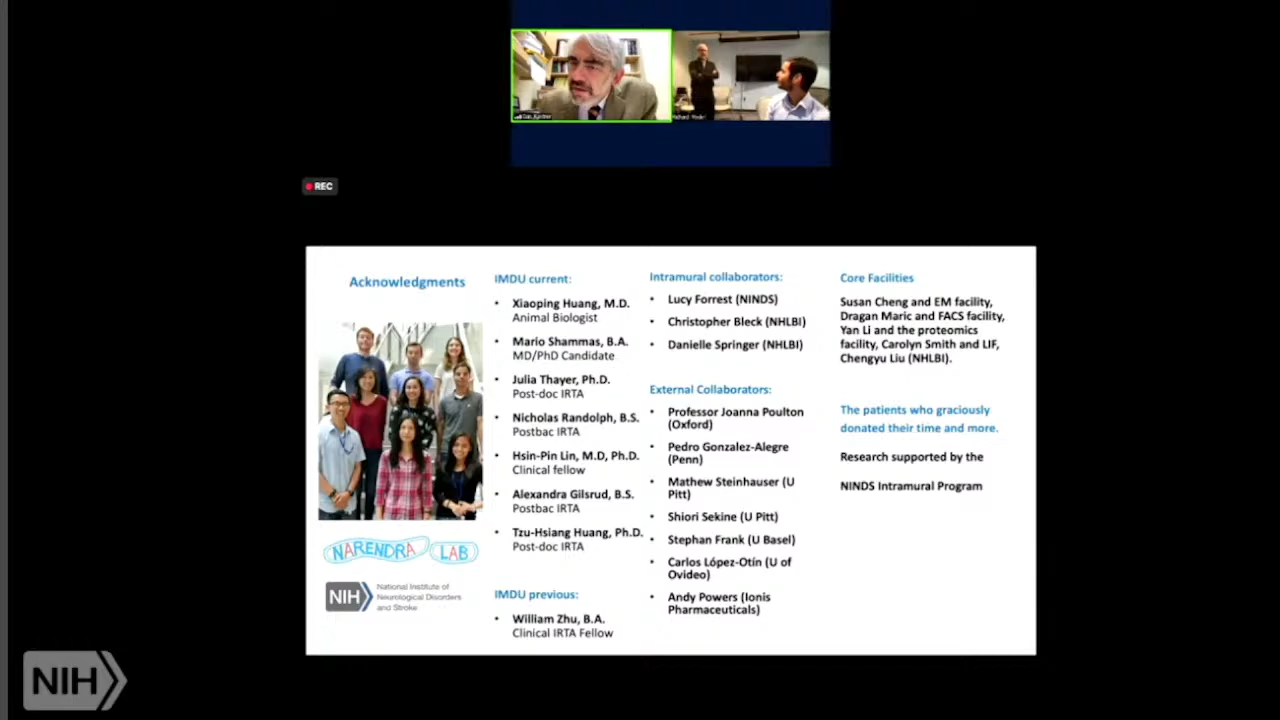 REC
Acknowledgments
NARENDRA LAB
NIH
National Institute of
Neurological Disorders
and Stroke
IMDU current:
• Xiaoping Huang, M.D.
Animal Biologist
• Mario Shammas, B.A.
MD/PhD Candidate
• Julia Thayer, Ph.D.
Post-doc IRTA
• Nicholas Randolph, B.S.
Postbac IRTA
• Hsin-Pin Lin, M.D, Ph.D.
Clinical fellow
• Alexandra Gilsrud, B.S.
Postbac IRTA
• Tzu-Hsiang Huang, Ph.D.
Post-doc IRTA
IMDU previous:
• William Zhu, B.A.
Clinical IRTA Fellow
Intramural collaborators:
• Lucy Forrest (NINDS)
• Christopher Bleck (NHLBI)
• Danielle Springer (NHLBI)
External Collaborators:
• Professor Joanna Poulton
(Oxford)
• Pedro Gonzalez-Alegre
(Penn)
• Mathew Steinhauser (U
Pitt)
• Shiori Sekine (U Pitt)
• Stephan Frank (U Basel)
• Carlos López-Otín (U of
Ovideo)
• Andy Powers (Ionis
Pharmaceuticals)
Core Facilities
Susan Cheng and EM facility,
Dragan Maric and FACS facility,
Yan Li and the proteomics
facility, Carolyn Smith and LIF,
Chengyu Liu (NHLBI).
The patients who graciously
donated their time and more.
Research supported by the
NINDS Intramural Program
NIH